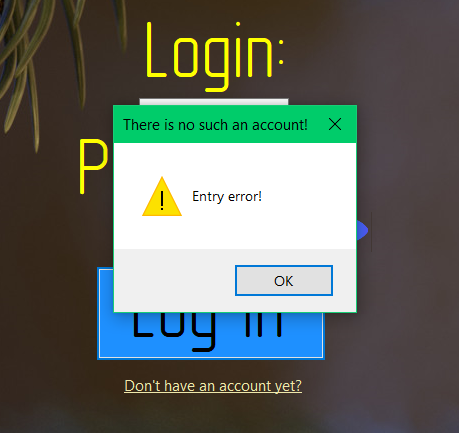 Login:
There is no such an account!
P
Entry error!
OK
Log in
Don't have an account yet?